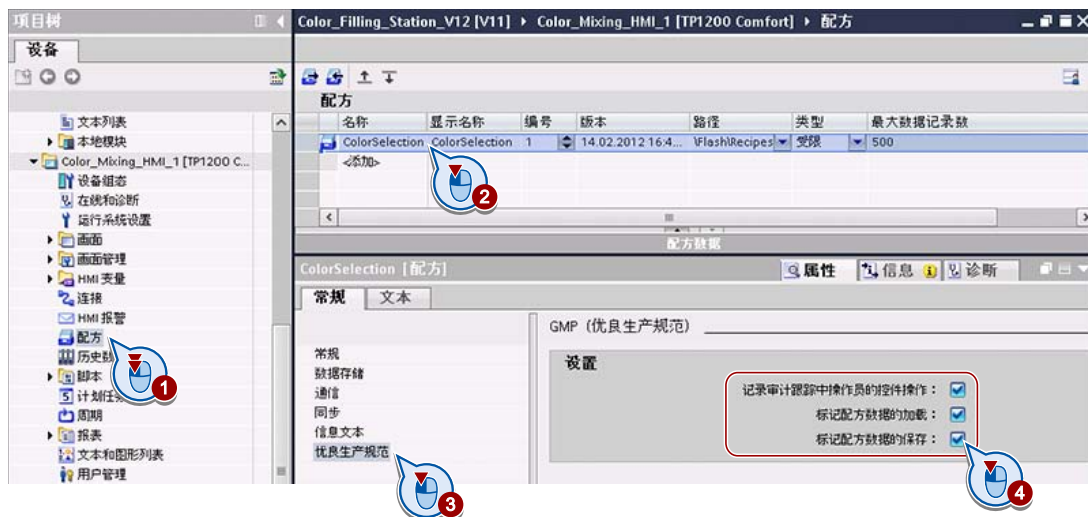 项目树
Color_Filling_Station_V12 [V11] ▸ Color_Mixing_HMI_1 [TP1200 Comfort] ▸ 配方
设备
配方
名称 显示名称 编号 版本 路径 类型 最大数据记录数
ColorSelection ColorSelection 1 14.02.2012 16:4... \Flash\Recipes 受限 500
<添加>
2
文本列表
本地模块
Color_Mixing_HMI_1 [TP1200 C...
设备组态
在线和诊断
运行系统设置
画面
画面管理
HMI 变量
连接
HMI 报警
配方
历史数
脚本
计划任
周期
报表
文本和图形列表
用户管理
1
配方数据
ColorSelection [配方]
属性 信息 诊断
常规 文本
常规
数据存储
通信
同步
信息文本
优良生产规范
3
GMP (优良生产规范)
设置
记录审计跟踪中操作员的控件操作：
标记配方数据的加载：
标记配方数据的保存：
4